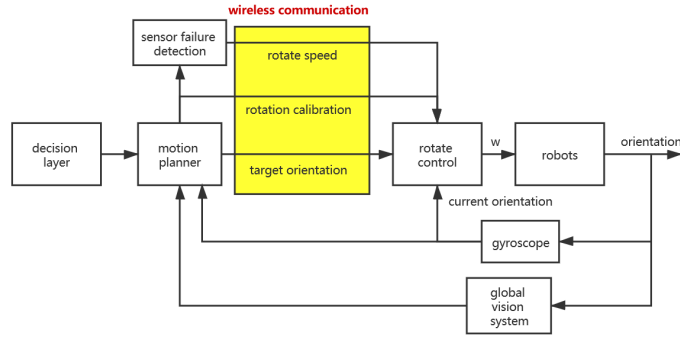 wireless communication
sensor failure
detection
rotate speed
rotation calibration
decision
layer
motion
planner
target orientation
rotate
control
w
robots
orientation
current orientation
gyroscope
global
vision
system